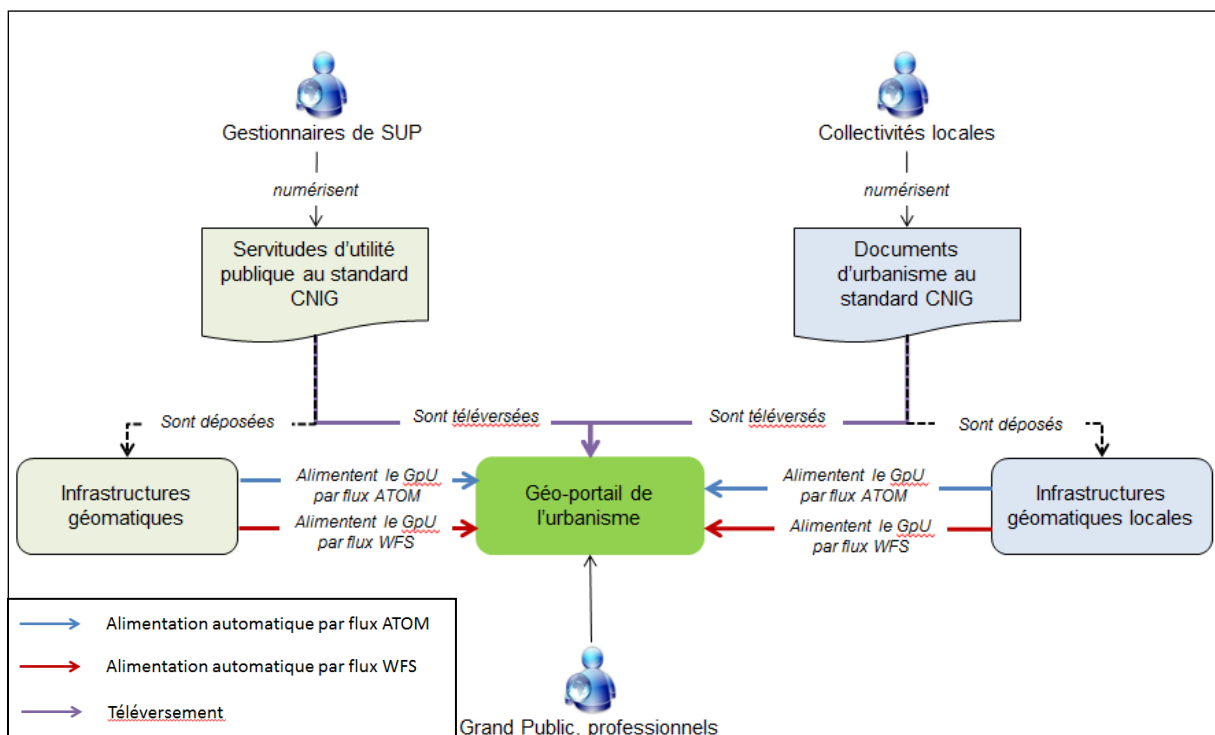 Gestionnaires de SUP
Collectivités locales
numérisent
numérisent
Servitudes d'utilité
publique au standard
CNIG
Documents
d'urbanisme au
standard CNIG
Sont déposées
Sont téléversées
Sont téléversés
Sont déposés
Infrastructures
géomatiques
Alimentent le GpU
par flux ATOM
Alimentent le GpU
par flux WFS
Géo-portail de
l'urbanisme
Alimentent le GpU
par flux ATOM
Alimentent le GpU
par flux WFS
Infrastructures
géomatiques locales
Alimentation automatique par flux ATOM
Alimentation automatique par flux WFS
Téléversement
Grand Public, professionnels